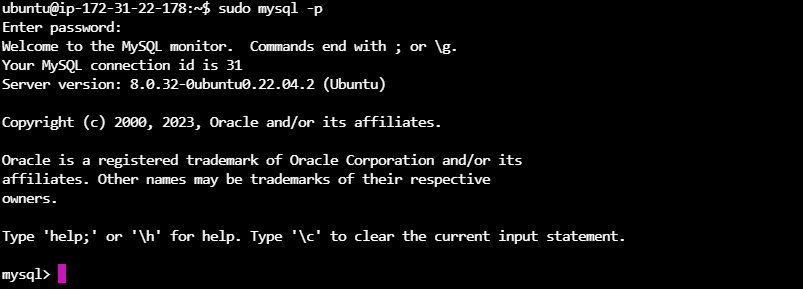 ubuntu@ip-172-31-22-178:~$ sudo mysql -p
Enter password:
Welcome to the MySQL monitor.  Commands end with ; or \g.
Your MySQL connection id is 31
Server version: 8.0.32-0ubuntu0.22.04.2 (Ubuntu)
Copyright (c) 2000, 2023, Oracle and/or its affiliates.
Oracle is a registered trademark of Oracle Corporation and/or its
affiliates. Other names may be trademarks of their respective
owners.
Type 'help;' or '\h' for help. Type '\c' to clear the current input statement.
mysql>